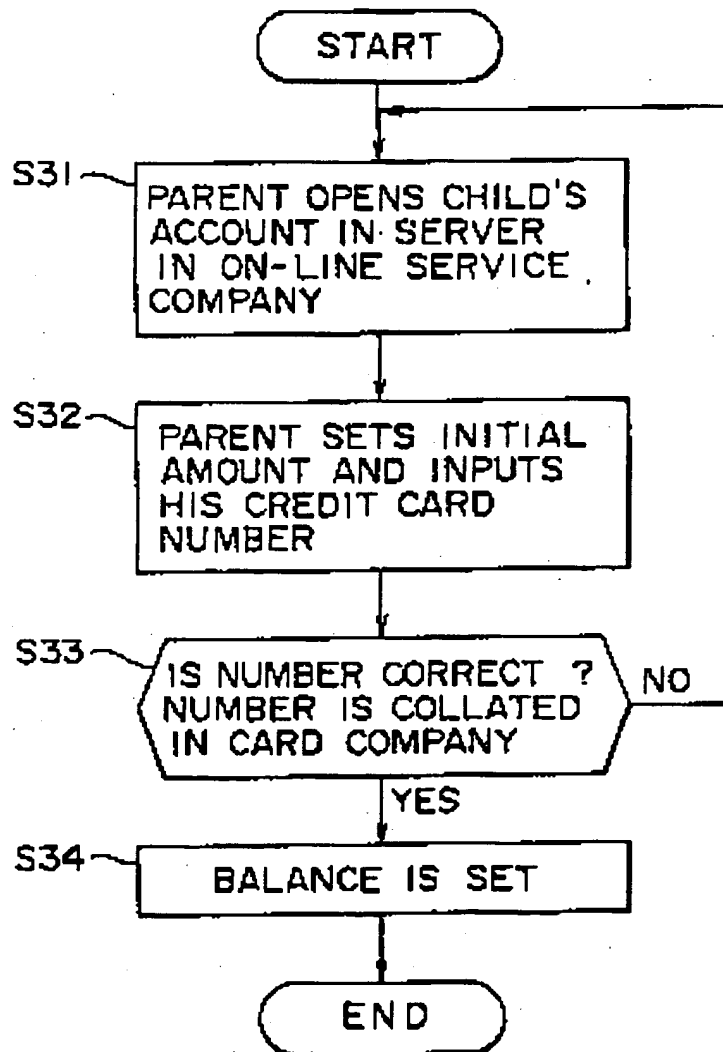 START
S31
PARENT OPENS CHILD'S
ACCOUNT IN SERVER
IN ON-LINE SERVICE
COMPANY
S32
PARENT SETS INITIAL
AMOUNT AND INPUTS
HIS CREDIT CARD
NUMBER
S33
IS NUMBER CORRECT ?
NUMBER IS COLLATED
IN CARD COMPANY
NO
YES
S34
BALANCE IS SET
END